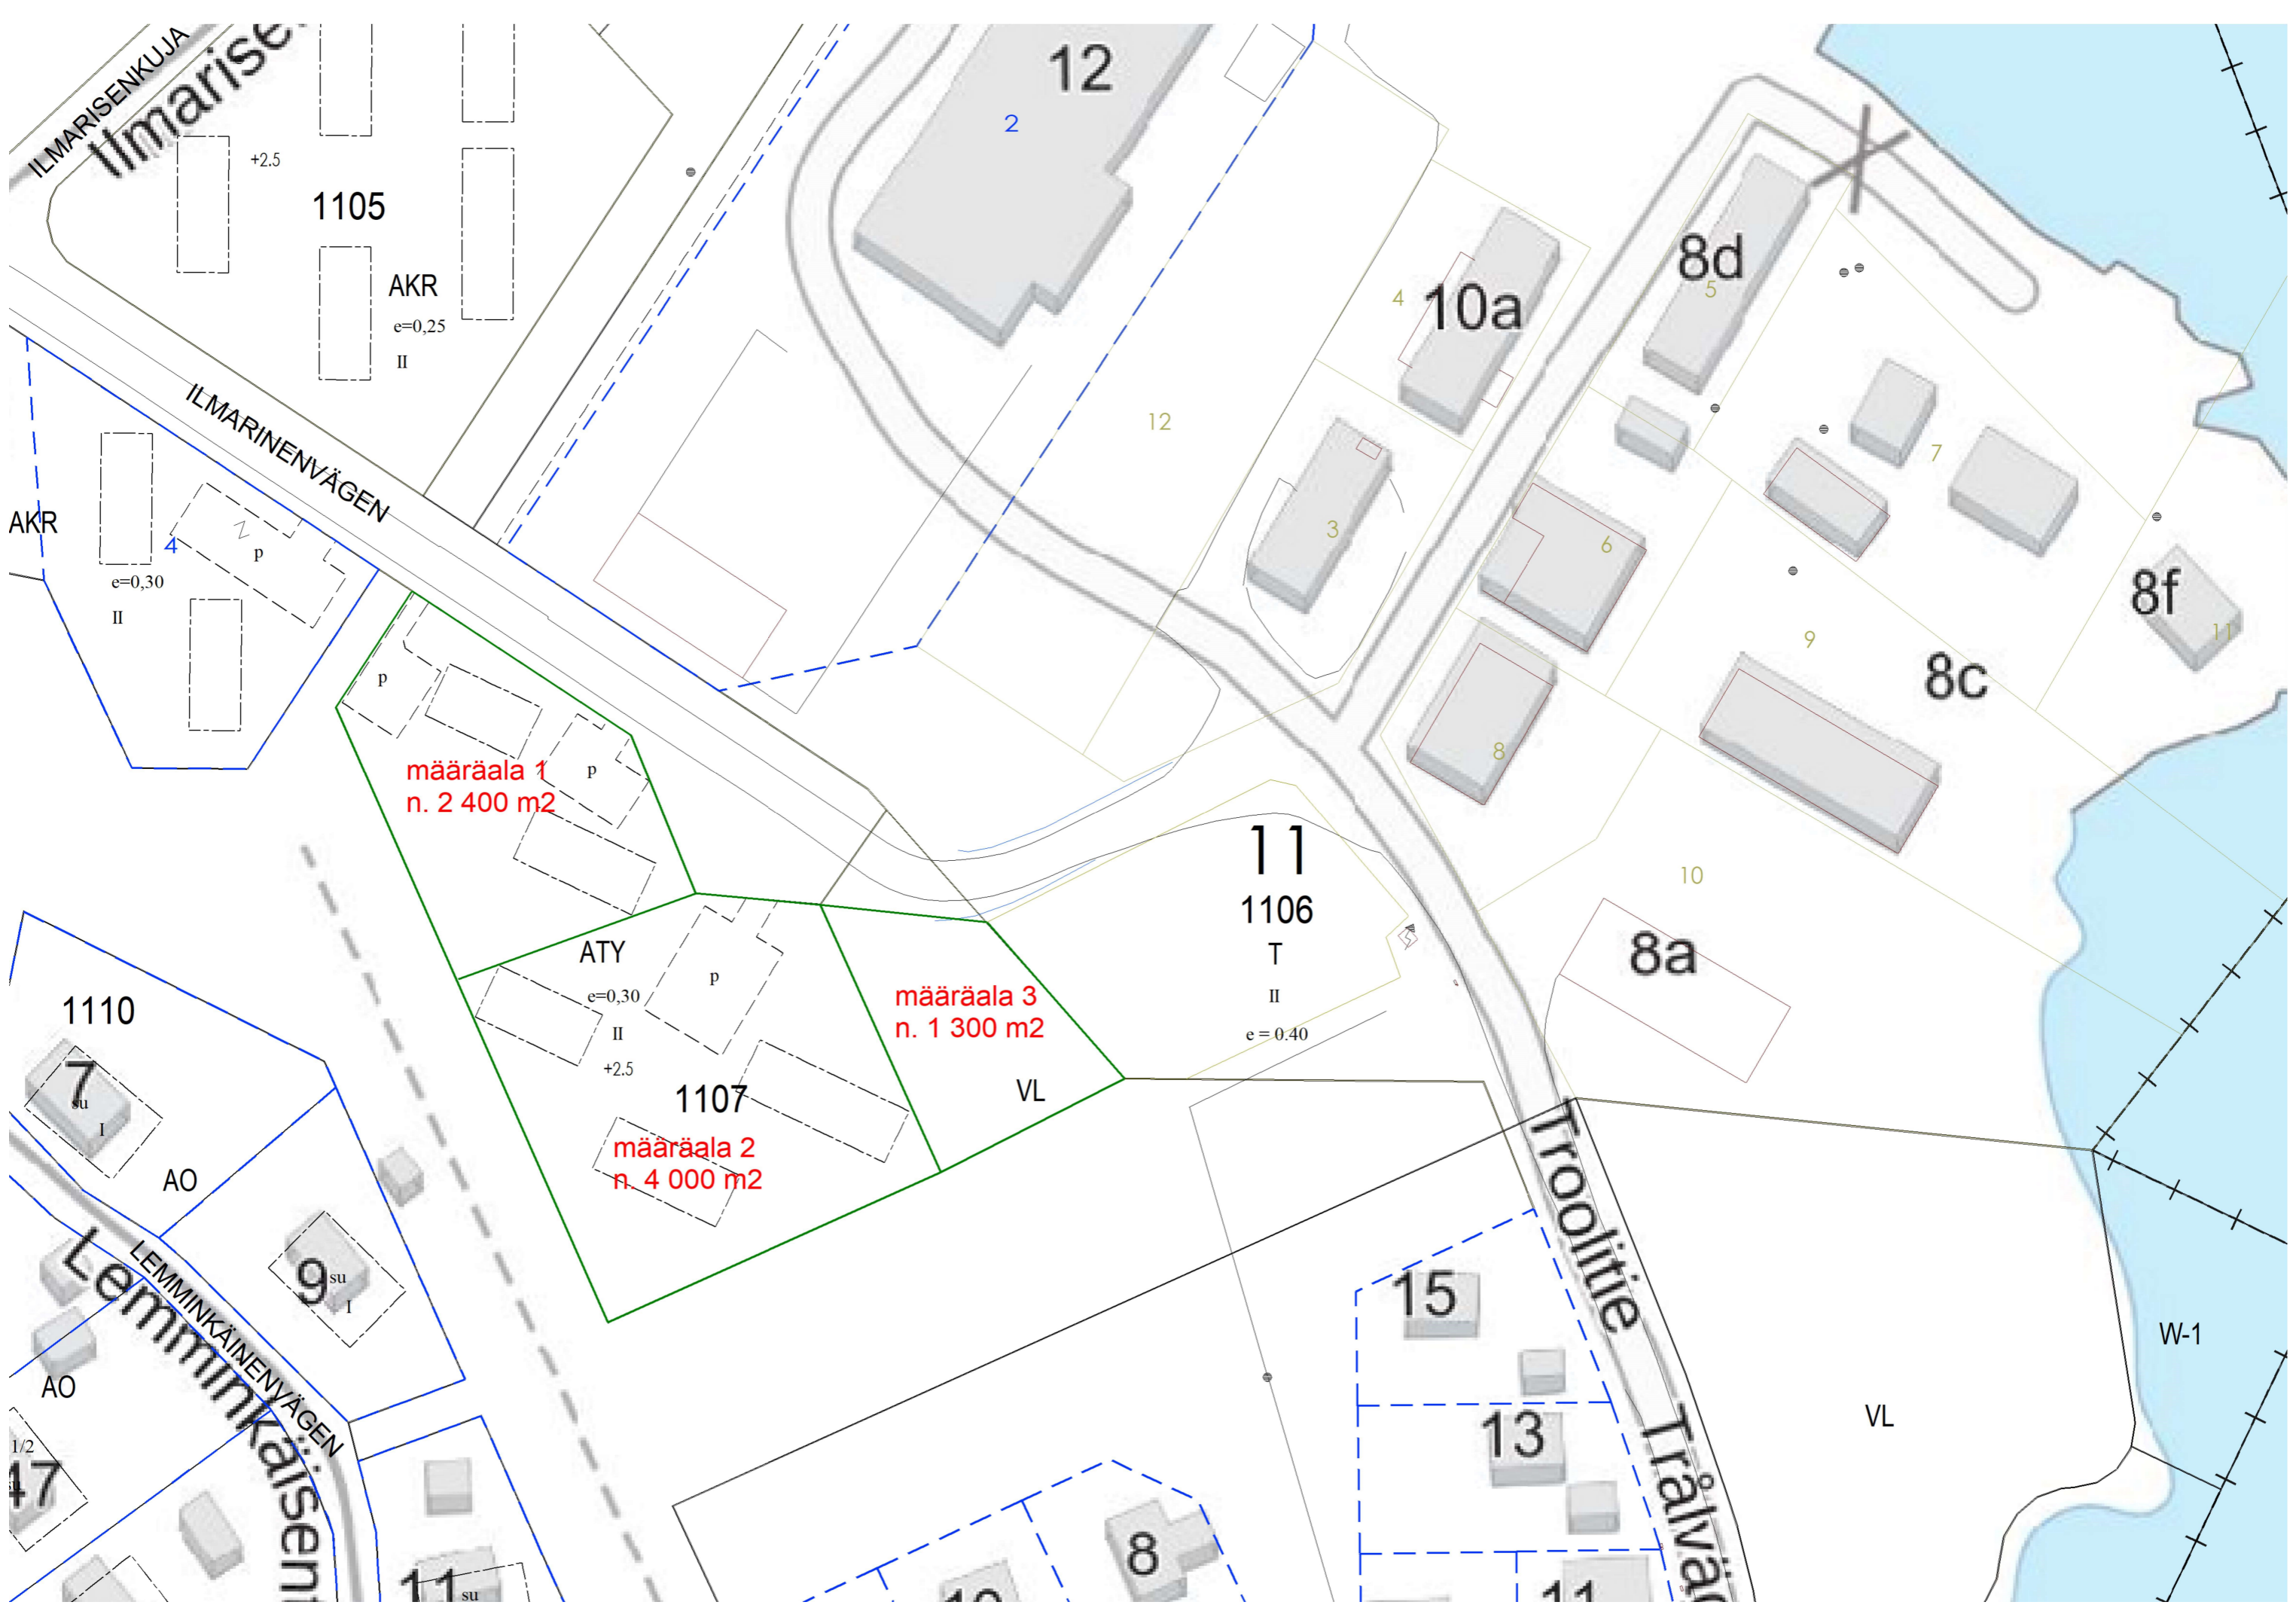 ILMARISENKUJA
Ilmarise
+2.5
1105
AKR
e=0,25
II
12
2
12
4
10a
8d
5
3
6
7
8f
11
9
8c
8
10
8a
ILMARINENVÄGEN
AKR
4
p
e=0,30
II
p
p
määräala 1
n. 2 400 m2
11
1106
T
II
e = 0.40
ATY
e=0,30
II
+2.5
p
1107
määräala 2
n. 4 000 m2
määräala 3
n. 1 300 m2
VL
1110
7
su
I
AO
9
su
I
LEMMINKÄINENVÄGEN
Lemminkäisent
AO
1/2
47
11
su
Troolitie
Trålväg
15
13
11
8
10
VL
W-1